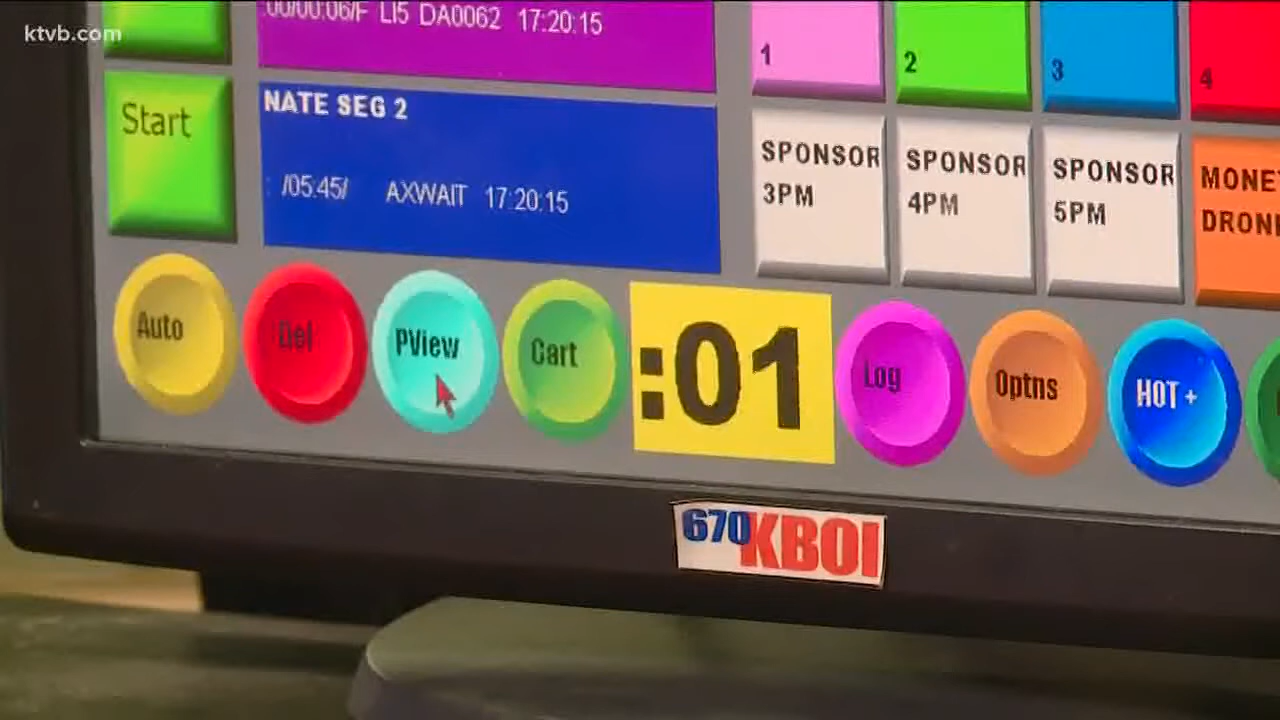 ktvb.com
00/00:06/F LI5 DA0062 17:20:15
1
2
3
4
Start
NATE SEG 2
: /05:45/ AXWAIT 17:20:15
SPONSOR
3PM
SPONSOR
4PM
SPONSOR
5PM
MONE
DRON
Auto
Del
PView
Cart
:01
Log
Optns
HOT +
670KBOI